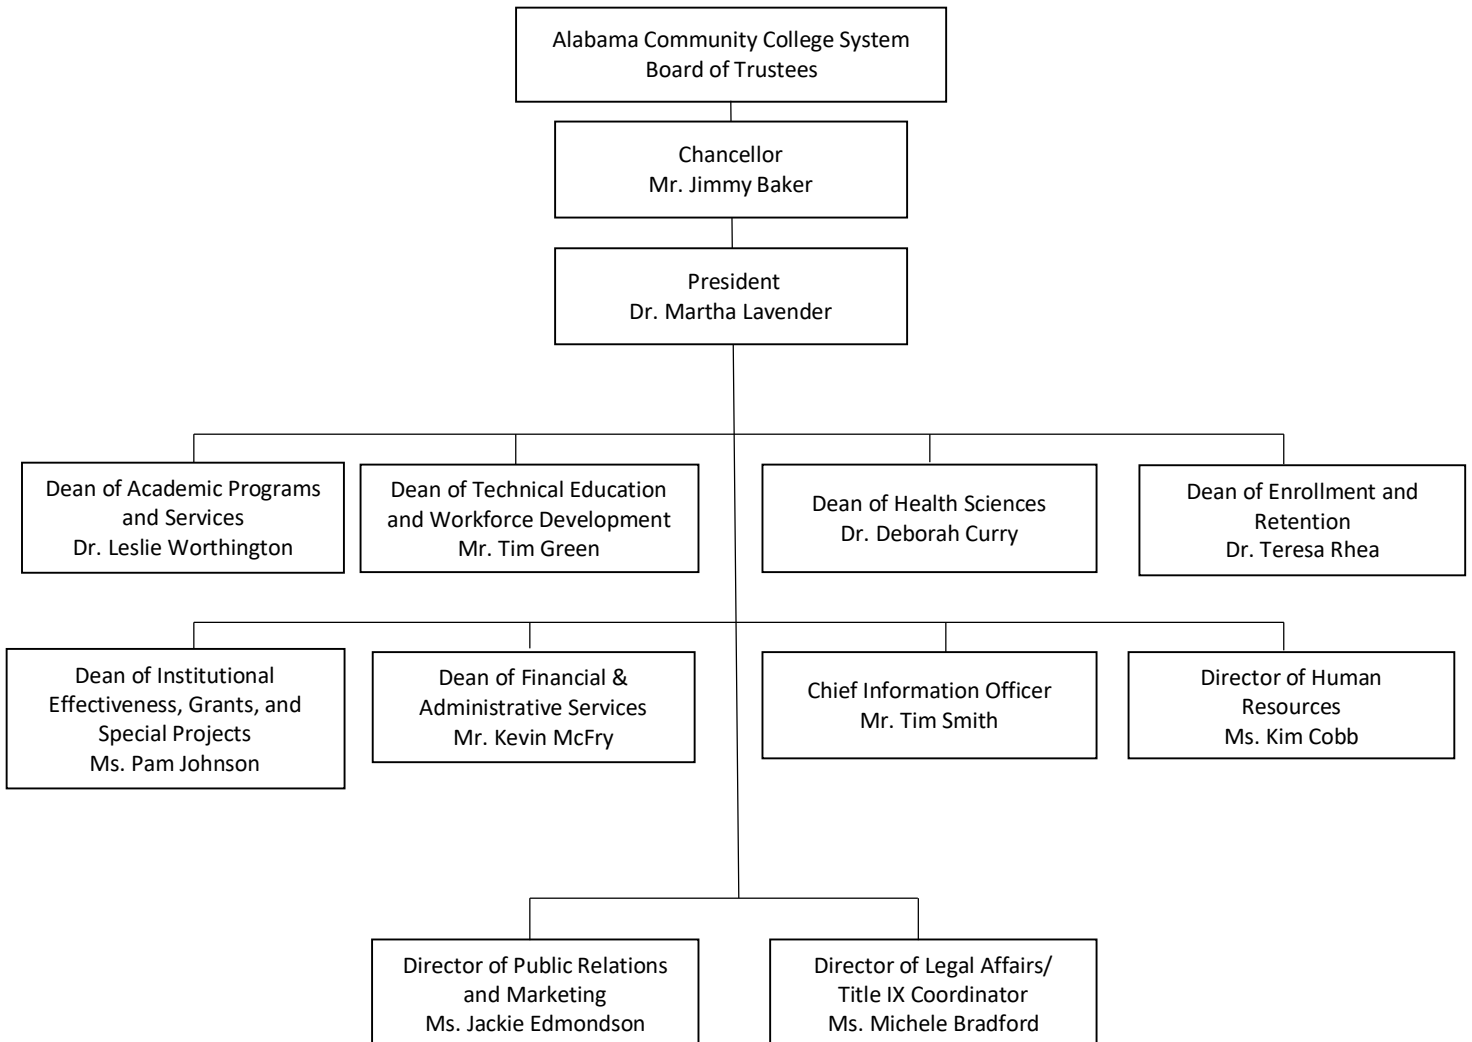 Alabama Community College System
Board of Trustees
Chancellor
Mr. Jimmy Baker
President
Dr. Martha Lavender
Dean of Academic Programs
and Services
Dr. Leslie Worthington
Dean of Technical Education
and Workforce Development
Mr. Tim Green
Dean of Health Sciences
Dr. Deborah Curry
Dean of Enrollment and
Retention
Dr. Teresa Rhea
Dean of Institutional
Effectiveness, Grants, and
Special Projects
Ms. Pam Johnson
Dean of Financial &
Administrative Services
Mr. Kevin McFry
Chief Information Officer
Mr. Tim Smith
Director of Human
Resources
Ms. Kim Cobb
Director of Public Relations
and Marketing
Ms. Jackie Edmondson
Director of Legal Affairs/
Title IX Coordinator
Ms. Michele Bradford